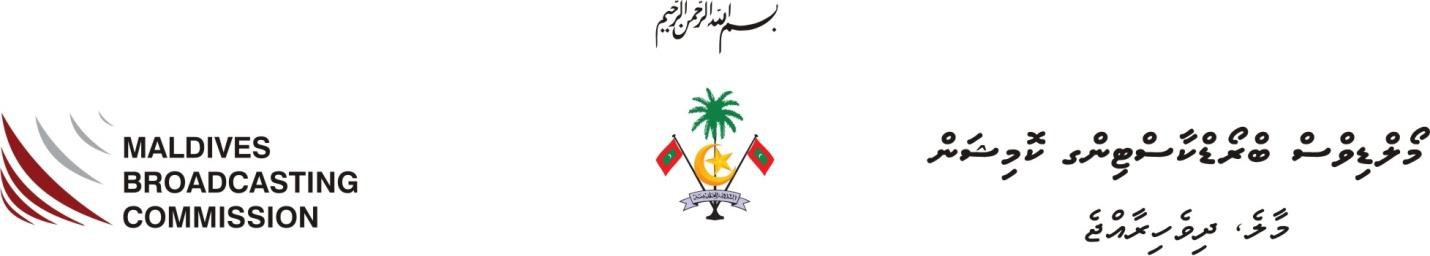 بسم الله الرحمن الرحيم
MALDIVES
BROADCASTING
COMMISSION
މޯލްޑިވްސް ބްރޯޑްކާސްޓިންގ ކޮމިޝަން
މާލެ، ދިވެހިރާއްޖެ